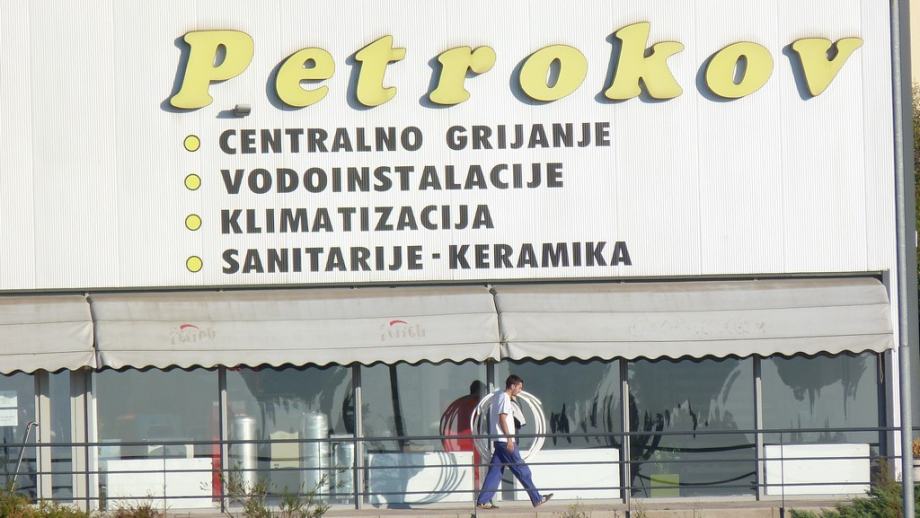 Petrokov
CENTRALNO GRIJANJE
VODOINSTALACIJE
KLIMATIZACIJA
SANITARIJE-KERAMIKA